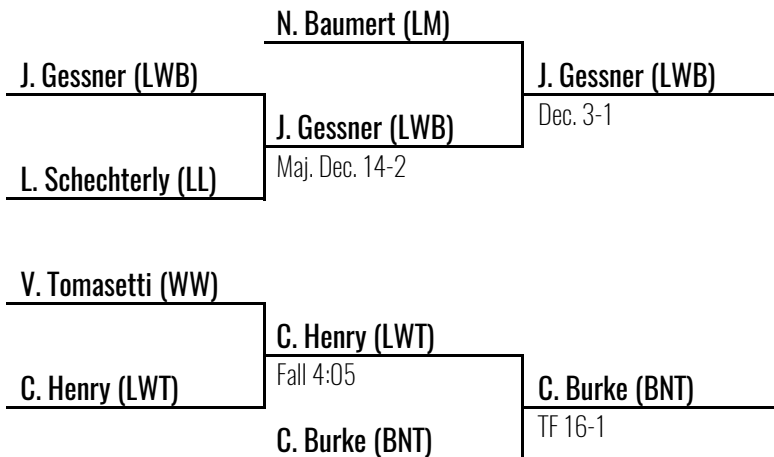 N. Baumert (LM)
J. Gessner (LWB)
J. Gessner (LWB)
Dec. 3-1
J. Gessner (LWB)
Maj. Dec. 14-2
L. Schechterly (LL)
V. Tomasetti (WW)
C. Henry (LWT)
Fall 4:05
C. Henry (LWT)
C. Burke (BNT)
TF 16-1
C. Burke (BNT)